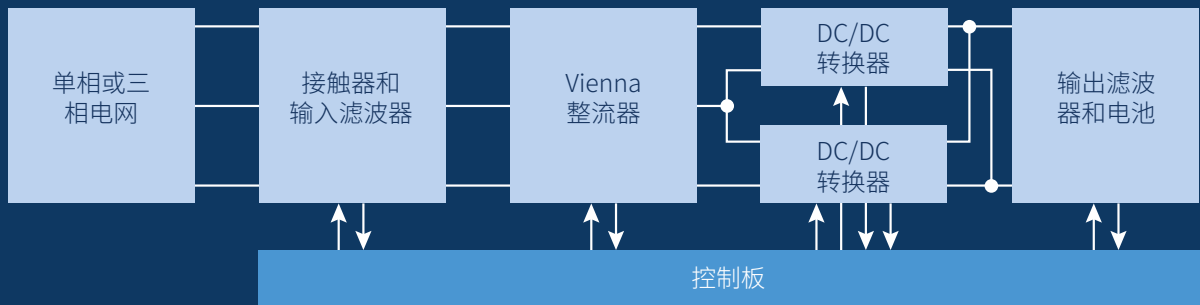 单相或三
相电网
接触器和
输入滤波器
Vienna
整流器
DC/DC
转换器
DC/DC
转换器
输出滤波
器和电池
控制板